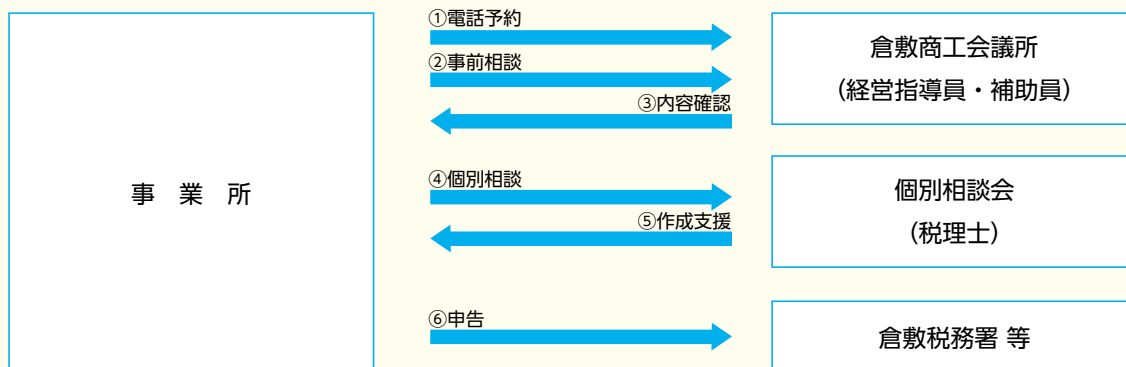 事 業 所
①電話予約
②事前相談
③内容確認
倉敷商工会議所
（経営指導員・補助員）
④個別相談
⑤作成支援
個別相談会
（税理士）
⑥申告
倉敷税務署 等